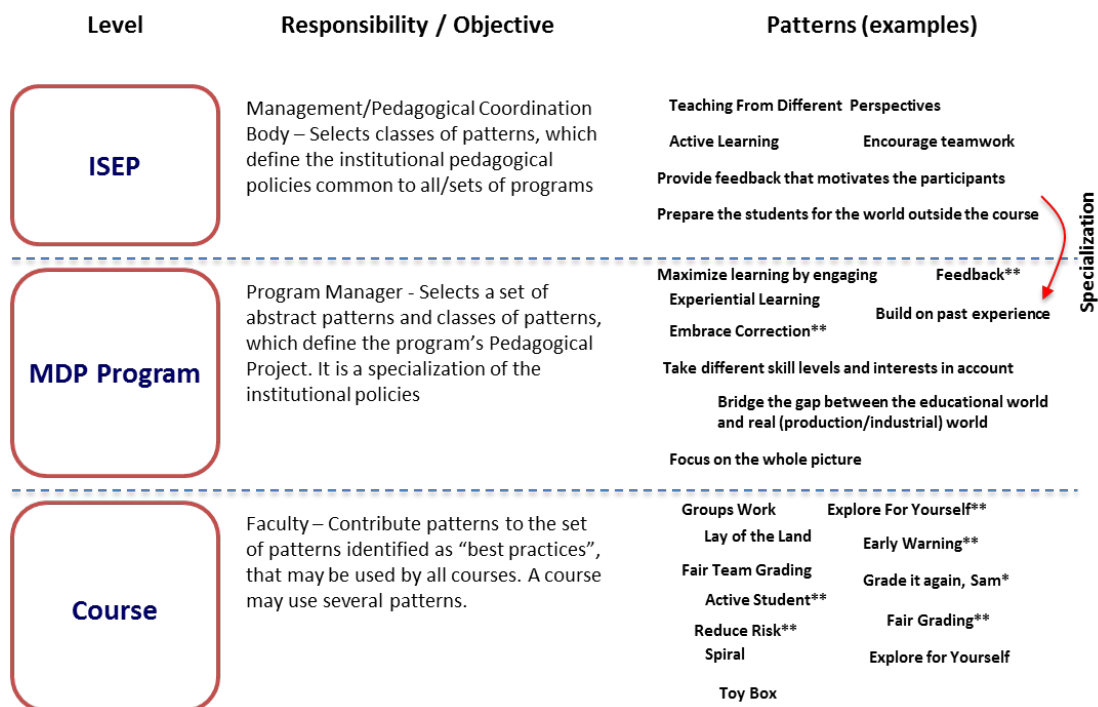 Level
Responsibility / Objective
Patterns (examples)
ISEP
Management/Pedagogical Coordination
Body – Selects classes of patterns, which
define the institutional pedagogical
policies common to all/sets of programs
Teaching From Different Perspectives
Active Learning
Encourage teamwork
Provide feedback that motivates the participants
Prepare the students for the world outside the course
Specialization
MDP Program
Program Manager - Selects a set of
abstract patterns and classes of patterns,
which define the program’s Pedagogical
Project. It is a specialization of the
institutional policies
Maximize learning by engaging
Feedback**
Experiential Learning
Build on past experience
Embrace Correction**
Take different skill levels and interests in account
Bridge the gap between the educational world
and real (production/industrial) world
Focus on the whole picture
Course
Faculty – Contribute patterns to the set
of patterns identified as “best practices”,
that may be used by all courses. A course
may use several patterns.
Groups Work
Explore For Yourself**
Lay of the Land
Early Warning**
Fair Team Grading
Grade it again, Sam*
Active Student**
Fair Grading**
Reduce Risk**
Spiral
Explore for Yourself
Toy Box